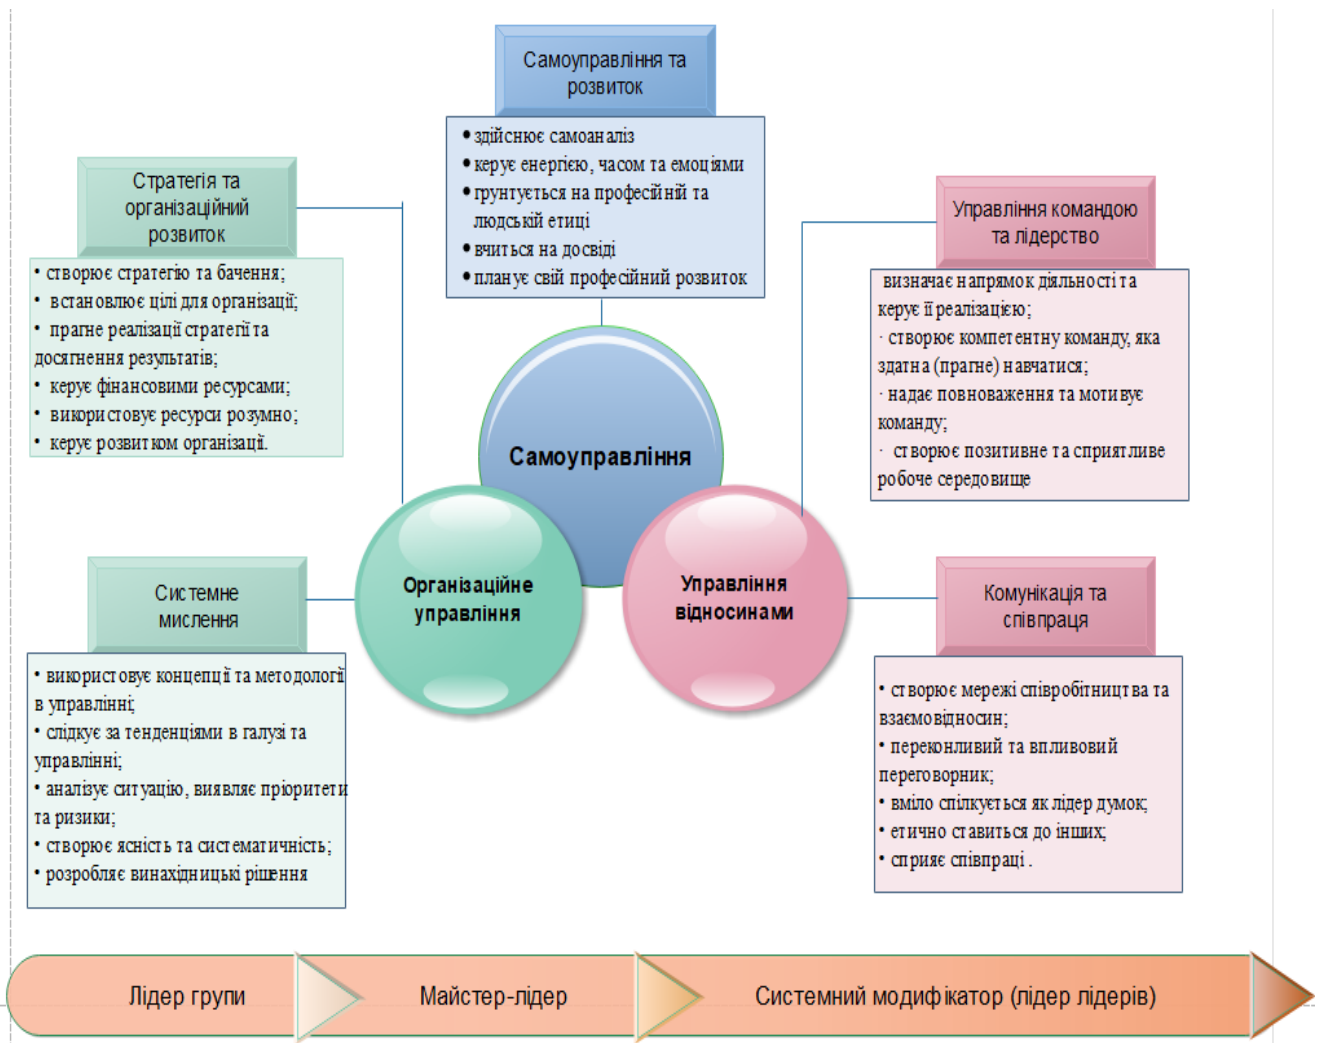 Самоуправління та
розвиток
• здійснює самоаналіз
• керує енергією, часом та емоціями
• грунтується на професійній та
людській етиці
• вчиться на досвіді
• планує свій професійний розвиток
Стратегія та
організаційний
розвиток
• створює стратегію та бачення;
• встановлює цілі для організації;
• прагне реалізації стратегії та
досягнення результатів;
• керує фінансовими ресурсами;
• використовує ресурси розумно;
• керує розвитком організації.
Управління командою
та лідерство
визначає напрямок діяльності та
керує її реалізацією;
· створює компетентну команду, яка
здатна (прагне) навчатися;
· надає повноваження та мотивує
команду;
· створює позитивне та сприятливе
робоче середовище
Самоуправління
Організаційне
управління
Управління
відносинами
Системне
мислення
• використовує концепції та методології
в управлінні;
• слідкує за тенденціями в галузі та
управлінні;
• аналізує ситуацію, виявляє пріоритети
та ризики;
• створює ясність та систематичність;
• розробляє винахідницькі рішення
Комунікація та
співпраця
• створює мережі співробітництва та
взаємовідносин;
• переконливий та впливовий
переговорник;
• вміло спілкується як лідер думок;
• етично ставиться до інших;
• сприяє співпраці .
Лідер групи
Майстер-лідер
Системний модифікатор (лідер лідерів)